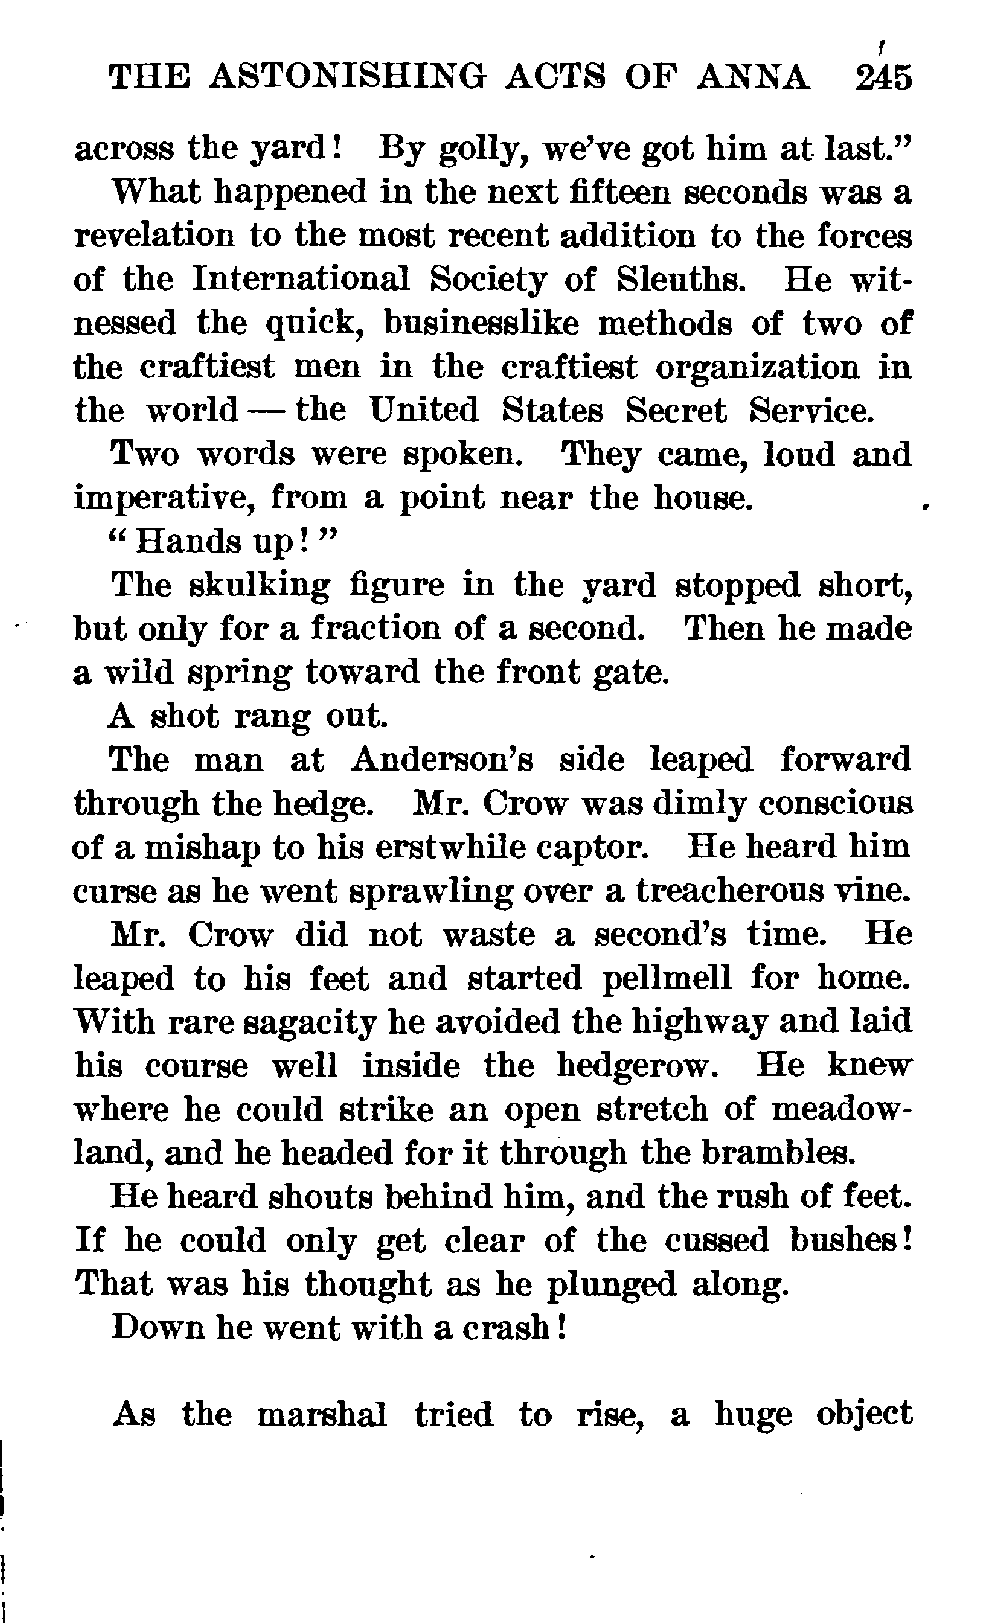 THE ASTONISHING ACTS OF ANNA 245
across the yard! By golly, we’ve got him at last.”
What happened in the next fifteen seconds was a
revelation to the most recent addition to the forces
of the International Society of Sleuths. He wit-
nessed the quick, businesslike methods of two of
the craftiest men in the craftiest organization in
the world — the United States Secret Service.
Two words were spoken. They came, loud and
imperative, from a point near the house.
“ Hands up! ”
The skulking figure in the yard stopped short,
but only for a fraction of a second. Then he made
a wild spring toward the front gate.
A shot rang out.
The man at Anderson’s side leaped forward
through the hedge. Mr. Crow was dimly conscious
of a mishap to his erstwhile captor. He heard him
curse as he went sprawling over a treacherous vine.
Mr. Crow did not waste a second’s time. He
leaped to his feet and started pellmell for home.
With rare sagacity he avoided the highway and laid
his course well inside the hedgerow. He knew
where he could strike an open stretch of meadow-
land, and he headed for it through the brambles.
He heard shouts behind him, and the rush of feet.
If he could only get clear of the cussed bushes!
That was his thought as he plunged along.
Down he went with a crash!
As the marshal tried to rise, a huge object